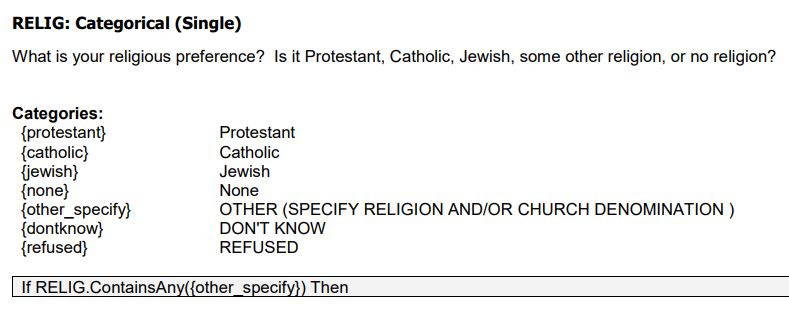 RELIG: Categorical (Single)
What is your religious preference?  Is it Protestant, Catholic, Jewish, some other religion, or no religion?
Categories:
{protestant} Protestant
{catholic} Catholic
{jewish} Jewish
{none} None
{other_specify} OTHER (SPECIFY RELIGION AND/OR CHURCH DENOMINATION )
{dontknow} DON'T KNOW
{refused} REFUSED
If RELIG.ContainsAny({other_specify}) Then